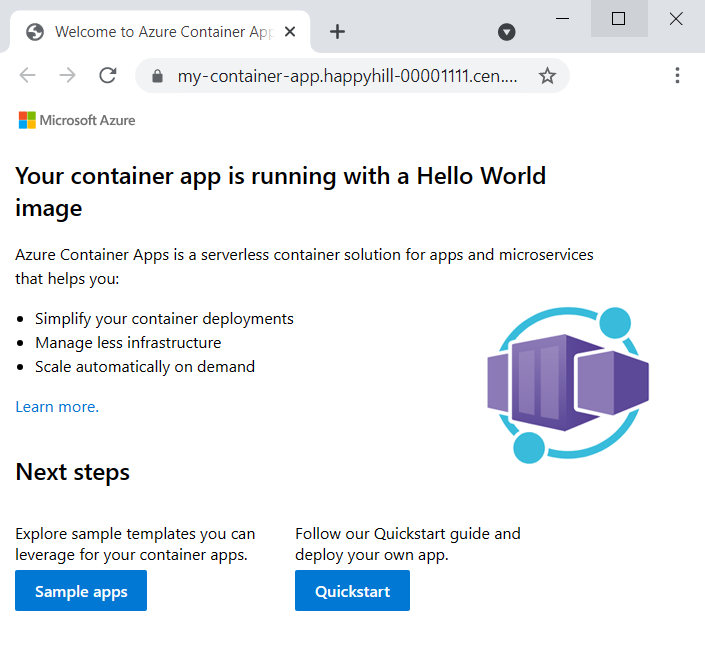 Welcome to Azure Container App
my-container-app.happyhill-00001111.cen....
Microsoft Azure
Your container app is running with a Hello World
image
Azure Container Apps is a serverless container solution for apps and microservices
that helps you:
Simplify your container deployments
Manage less infrastructure
Scale automatically on demand
Learn more.
Next steps
Explore sample templates you can
leverage for your container apps.
Sample apps
Follow our Quickstart guide and
deploy your own app.
Quickstart